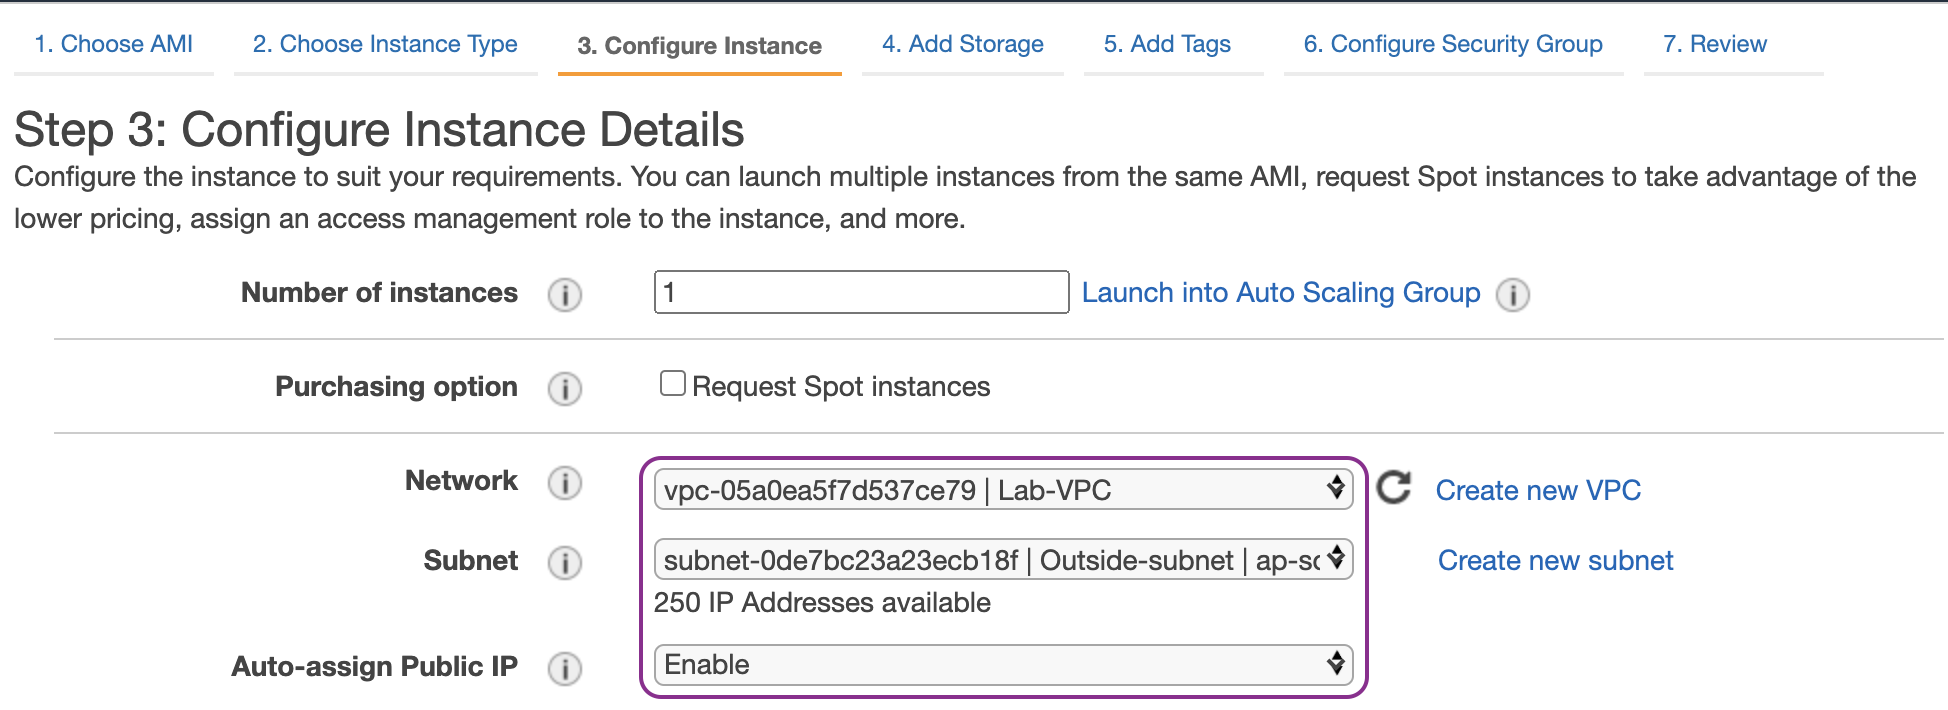 1. Choose AMI 2. Choose Instance Type 3. Configure Instance 4. Add Storage 5. Add Tags 6. Configure Security Group 7. Review
Step 3: Configure Instance Details
Configure the instance to suit your requirements. You can launch multiple instances from the same AMI, request Spot instances to take advantage of the
lower pricing, assign an access management role to the instance, and more.
Number of instances i 1 Launch into Auto Scaling Group i
Purchasing option i Request Spot instances
Network i vpc-05a0ea5f7d537ce79 | Lab-VPC Create new VPC
Subnet i subnet-0de7bc23a23ecb18f | Outside-subnet | ap-so Create new subnet
250 IP Addresses available
Auto-assign Public IP i Enable